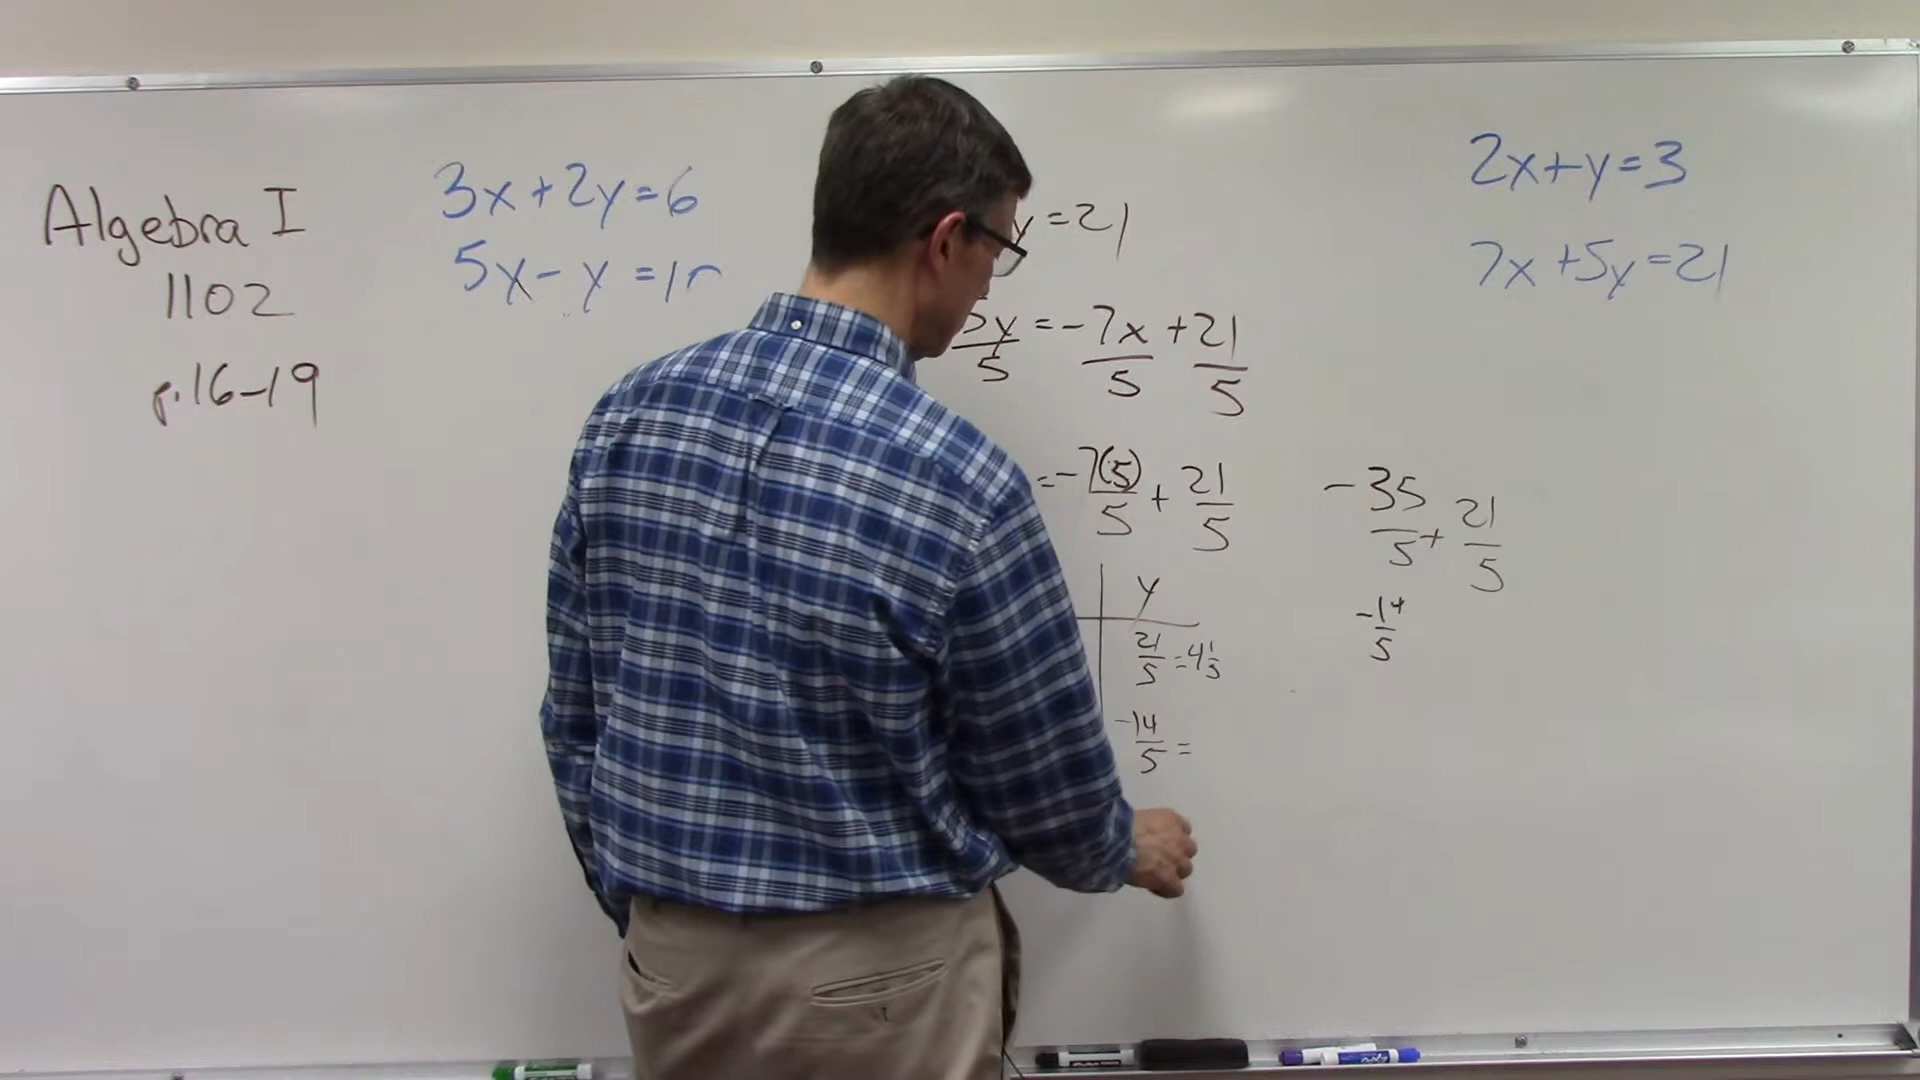 Algebra I
1102
p.16-19
3x+2y=6
5x-y=1
y=21
5y/5 = -7x/5 + 21/5
= -7(5)/5 + 21/5
y
21/5 = 4 1/5
-14/5 =
2x+y=3
7x+5y=21
-35/5 + 21/5
-14/5